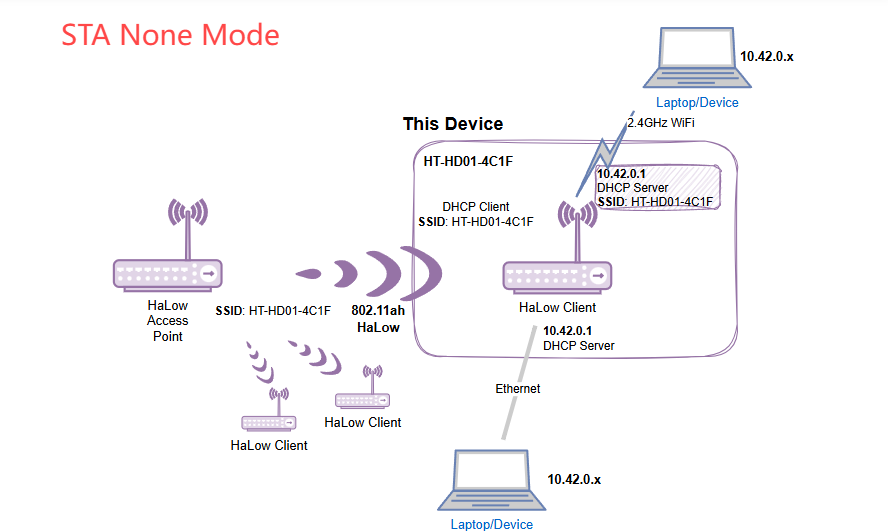 STA None Mode
10.42.0.x
Laptop/Device
2.4GHz WiFi
This Device
HT-HD01-4C1F
10.42.0.1
DHCP Server
SSID: HT-HD01-4C1F
DHCP Client
SSID: HT-HD01-4C1F
HaLow
Access
Point
SSID: HT-HD01-4C1F
802.11ah
HaLow
HaLow Client
10.42.0.1
DHCP Server
Ethernet
HaLow Client
HaLow Client
10.42.0.x
Laptop/Device